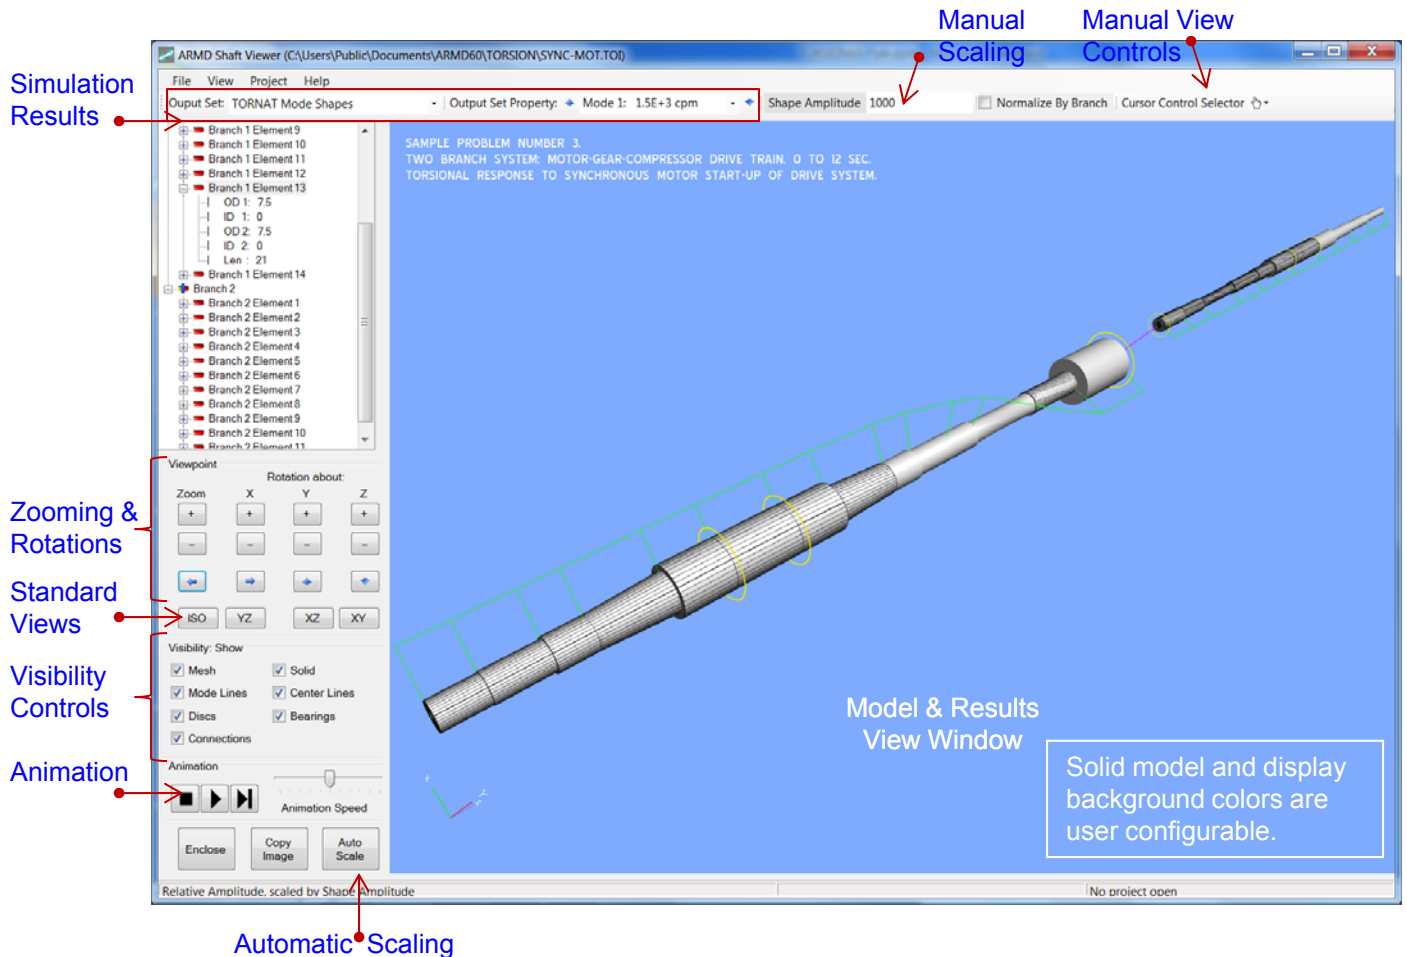 Manual
Scaling
Manual View
Controls
ARMD Shaft Viewer (C:\Users\Public\Documents\ARMD60\TORSION\SYNC-MOT.TOI)
Simulation
Results
File View Project Help
Ouput Set: TORNAT Mode Shapes Output Set Property: Mode 1: 1.5E+3 cpm Shape Amplitude 1000 Normalize By Branch Cursor Control Selector
Branch 1 Element 9
Branch 1 Element 10
Branch 1 Element 11
Branch 1 Element 12
Branch 1 Element 13
OD 1: 7.5
ID 1: 0
OD 2: 7.5
ID 2: 0
Len : 21
Branch 1 Element 14
Branch 2
Branch 2 Element 1
Branch 2 Element 2
Branch 2 Element 3
Branch 2 Element 4
Branch 2 Element 5
Branch 2 Element 6
Branch 2 Element 7
Branch 2 Element 8
Branch 2 Element 9
Branch 2 Element 10
Branch 2 Element 11
SAMPLE PROBLEM NUMBER 3.
TWO BRANCH SYSTEM: MOTOR-GEAR-COMPRESSOR DRIVE TRAIN. 0 TO 12 SEC.
TORSIONAL RESPONSE TO SYNCHRONOUS MOTOR START-UP OF DRIVE SYSTEM.
Zooming &
Rotations
Viewpoint
Rotation about:
Zoom X Y Z
+ + + +
- - - -
Standard
Views
ISO YZ XZ XY
Visibility
Controls
Visibility: Show
Mesh Solid
Mode Lines Center Lines
Discs Bearings
Connections
Animation
Animation
Animation Speed
Enclose
Copy
Image
Auto
Scale
Model & Results
View Window
Solid model and display
background colors are
user configurable.
Relative Amplitude, scaled by Shape Amplitude
No project open
Automatic Scaling